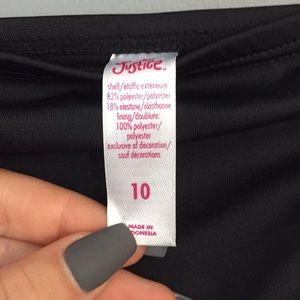 Justice
shell/étoffe extérieure:
82% polyester/polyester
18% elastane/élasthanne
lining/doublure:
100% polyester/
polyester
exclusive of decoration/
sauf décorations
10
MADE IN
INDONESIA